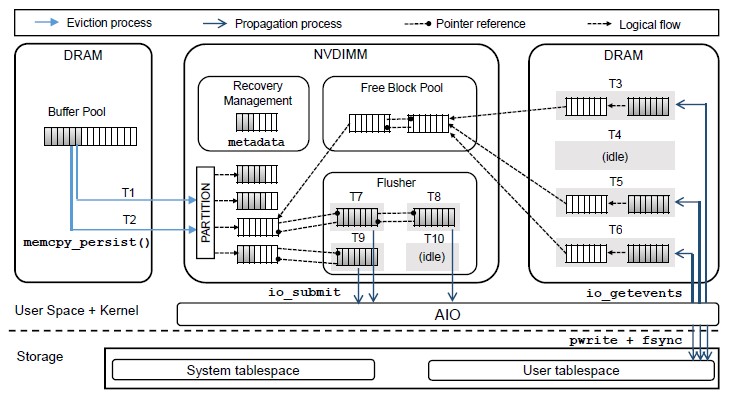 Eviction process
Propagation process
Pointer reference
Logical flow
DRAM
NVDIMM
DRAM
Buffer Pool
T1
T2
memcpy_persist()
PARTITION
Recovery
Management
metadata
Free Block Pool
Flusher
T7
T8
T9
T10
(idle)
T3
T4
(idle)
T5
T6
io_submit
io_getevents
User Space + Kernel
AIO
pwrite + fsync
Storage
System tablespace
User tablespace